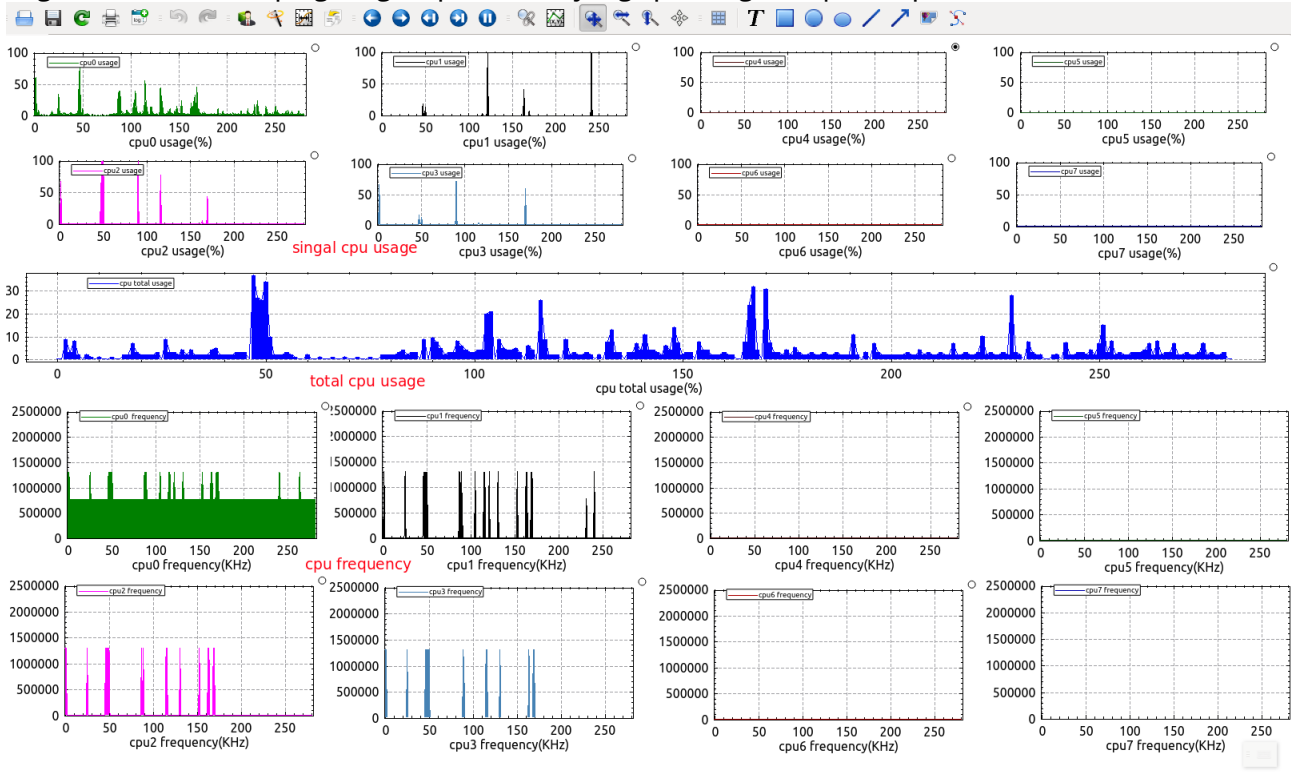 T
cpu0 usage
cpu1 usage
cpu4 usage
cpu5 usage
100 100 100 100
50 50 50 50
0 0 0 0
0 50 100 150 200 250 0 50 100 150 200 250 0 50 100 150 200 250 0 50 100 150 200 250
cpu0 usage(%) cpu1 usage(%) cpu4 usage(%) cpu5 usage(%)
cpu2 usage
cpu3 usage
cpu6 usage
cpu7 usage
100 100 100 100
50 50 50 50
0 0 0 0
0 50 100 150 200 250 0 50 100 150 200 250 0 50 100 150 200 250 0 50 100 150 200 250
cpu2 usage(%) singal cpu usage cpu3 usage(%) cpu6 usage(%) cpu7 usage(%)
cpu total usage
30
20
10
0
0 50 100 150 200 250
total cpu usage cpu total usage(%)
cpu0 frequency
cpu1 frequency
cpu4 frequency
cpu5 frequency
2500000 2500000 2500000 2500000
2000000 2000000 2000000 2000000
1500000 1500000 1500000 1500000
1000000 1000000 1000000 1000000
500000 500000 500000 500000
0 0 0 0
0 50 100 150 200 250 0 50 100 150 200 250 0 50 100 150 200 250 0 50 100 150 200 250
cpu0 frequency(KHz) cpu frequency cpu1 frequency(KHz) cpu4 frequency(KHz) cpu5 frequency(KHz)
cpu2 frequency
cpu3 frequency
cpu6 frequency
cpu7 frequency
2500000 2500000 2500000 2500000
2000000 2000000 2000000 2000000
1500000 1500000 1500000 1500000
1000000 1000000 1000000 1000000
500000 500000 500000 500000
0 0 0 0
0 50 100 150 200 250 0 50 100 150 200 250 0 50 100 150 200 250 0 50 100 150 200 250
cpu2 frequency(KHz) cpu3 frequency(KHz) cpu6 frequency(KHz) cpu7 frequency(KHz)